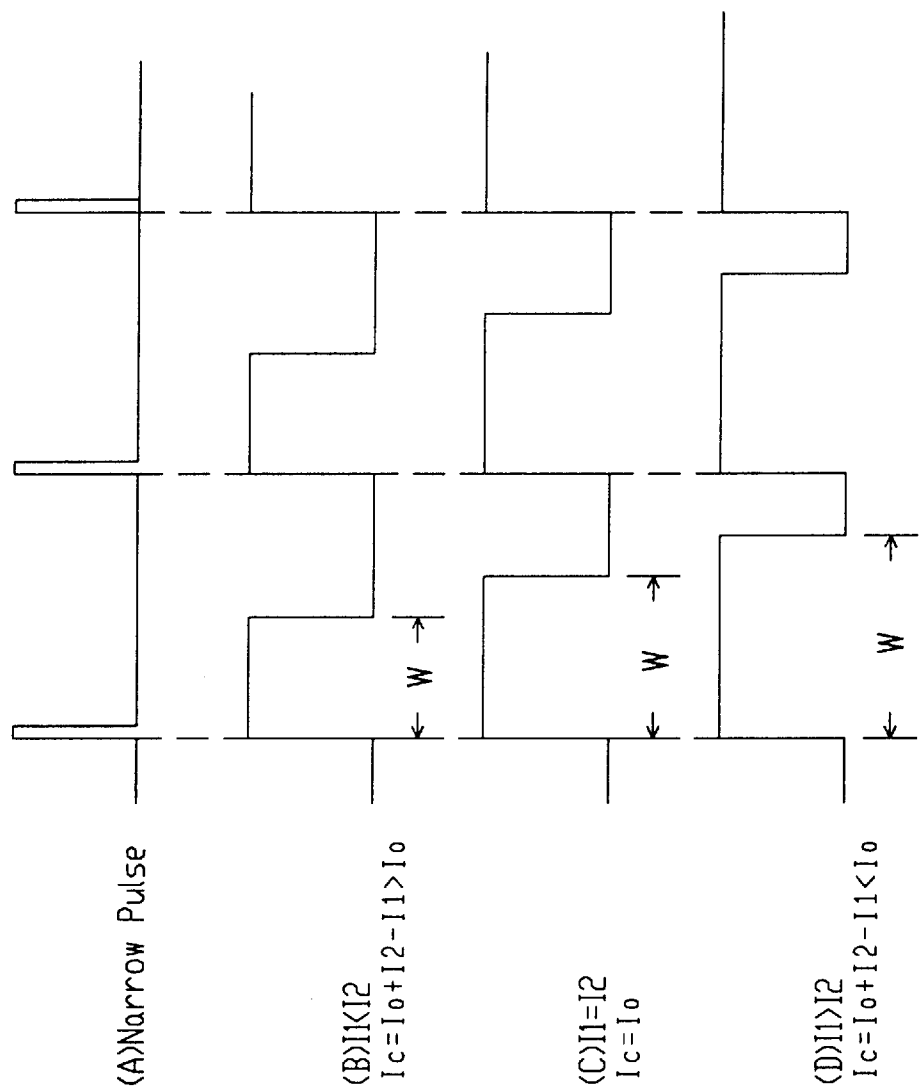 (A)Narrow Pulse
(B)I1<I2
Ic=Io+I2-I1>Io
W
(C)I1=I2
Ic=Io
W
(D)I1>I2
Ic=Io+I2-I1<Io
W